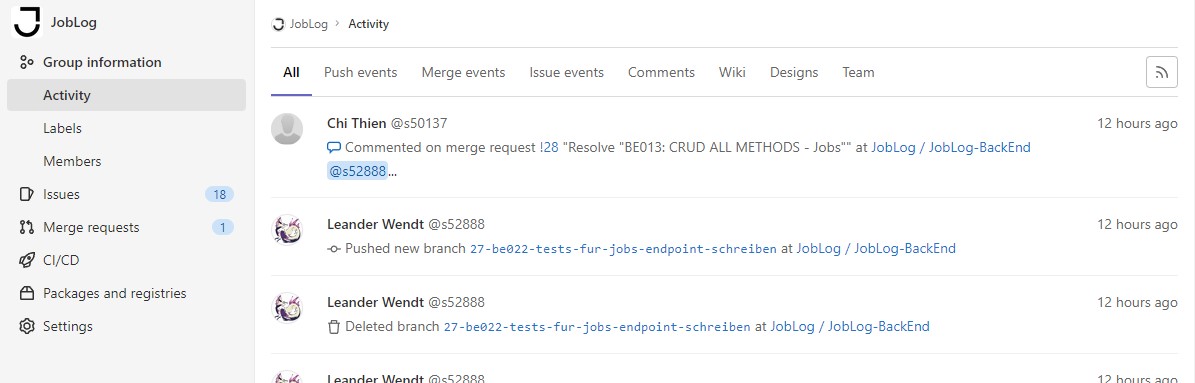 JobLog
Group information
Activity
Labels
Members
Issues 18
Merge requests 1
CI/CD
Packages and registries
Settings
JobLog › Activity
All Push events Merge events Issue events Comments Wiki Designs Team
Chi Thien @s50137 12 hours ago
Commented on merge request !28 "Resolve "BE013: CRUD ALL METHODS - Jobs"" at JobLog / JobLog-BackEnd
@s52888...
Leander Wendt @s52888 12 hours ago
Pushed new branch 27-be022-tests-fur-jobs-endpoint-schreiben at JobLog / JobLog-BackEnd
Leander Wendt @s52888 12 hours ago
Deleted branch 27-be022-tests-fur-jobs-endpoint-schreiben at JobLog / JobLog-BackEnd
Leander Wendt @s52888 12 hours ago